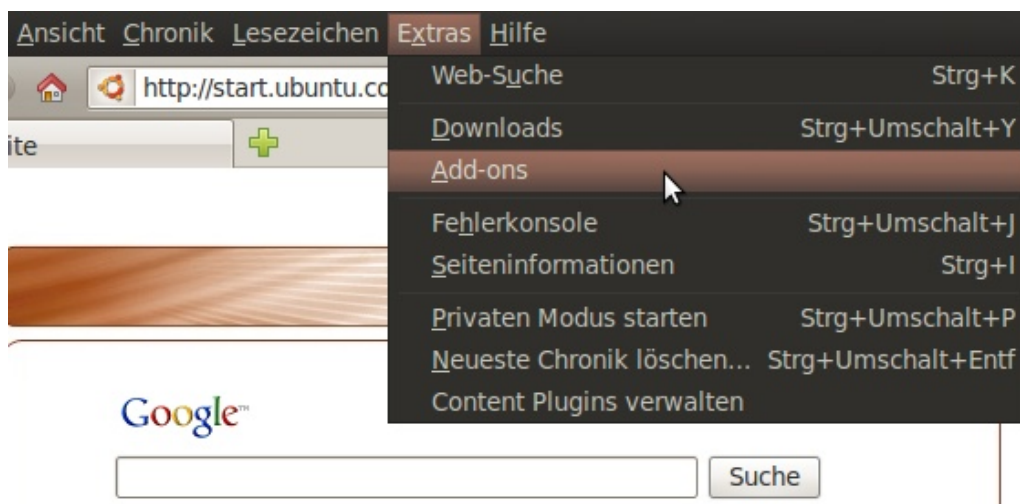 Ansicht Chronik Lesezeichen Extras Hilfe
http://start.ubuntu.co
ite
Web-Suche Strg+K
Downloads Strg+Umschalt+Y
Add-ons
Fehlerkonsole Strg+Umschalt+J
Seiteninformationen Strg+I
Privaten Modus starten Strg+Umschalt+P
Neueste Chronik löschen... Strg+Umschalt+Entf
Content Plugins verwalten
Google™
Suche